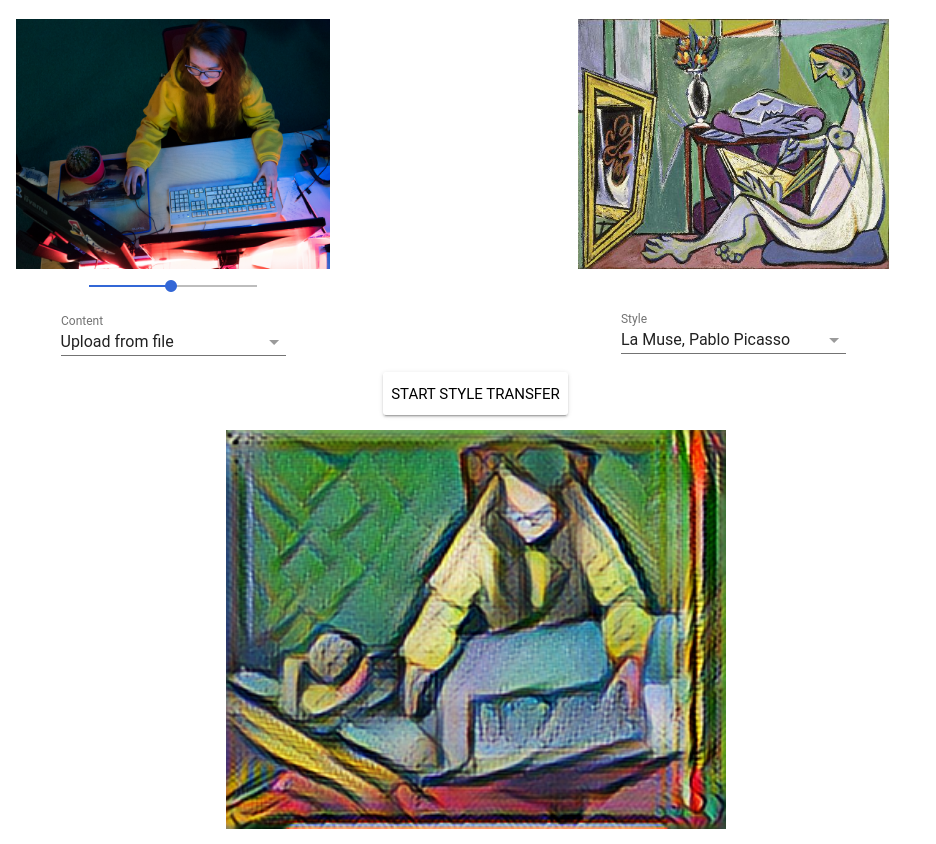 Content
Upload from file
Style
La Muse, Pablo Picasso
START STYLE TRANSFER